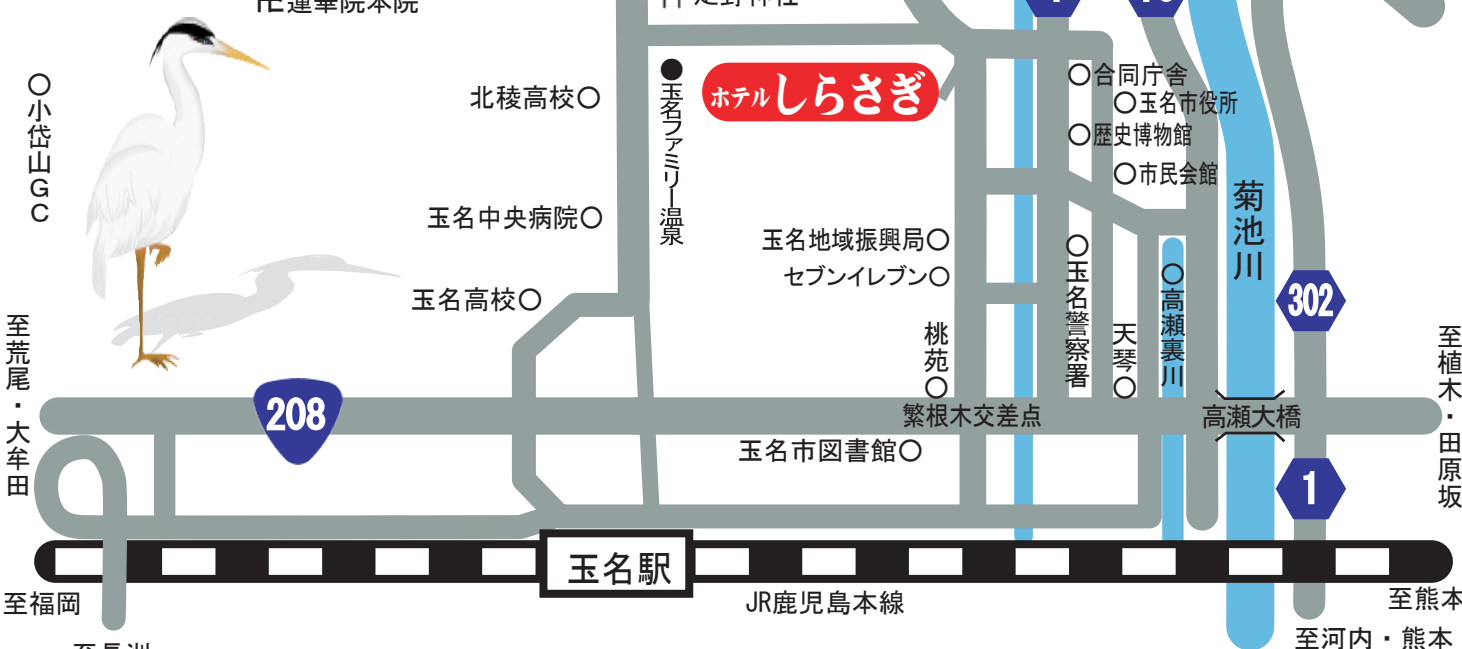 卍蓮華院本院
疋野神社
小岱山GC
北稜高校
玉名ファミリー温泉
ホテルしらさぎ
合同庁舎
玉名市役所
歴史博物館
市民会館
菊池川
玉名中央病院
玉名地域振興局
セブンイレブン
玉名高校
玉名警察署
高瀬裏川
302
至荒尾・大牟田
桃苑
天琴
至植木・田原坂
208
繁根木交差点
高瀬大橋
玉名市図書館
1
玉名駅
至福岡
JR鹿児島本線
至熊本
至河内・熊本